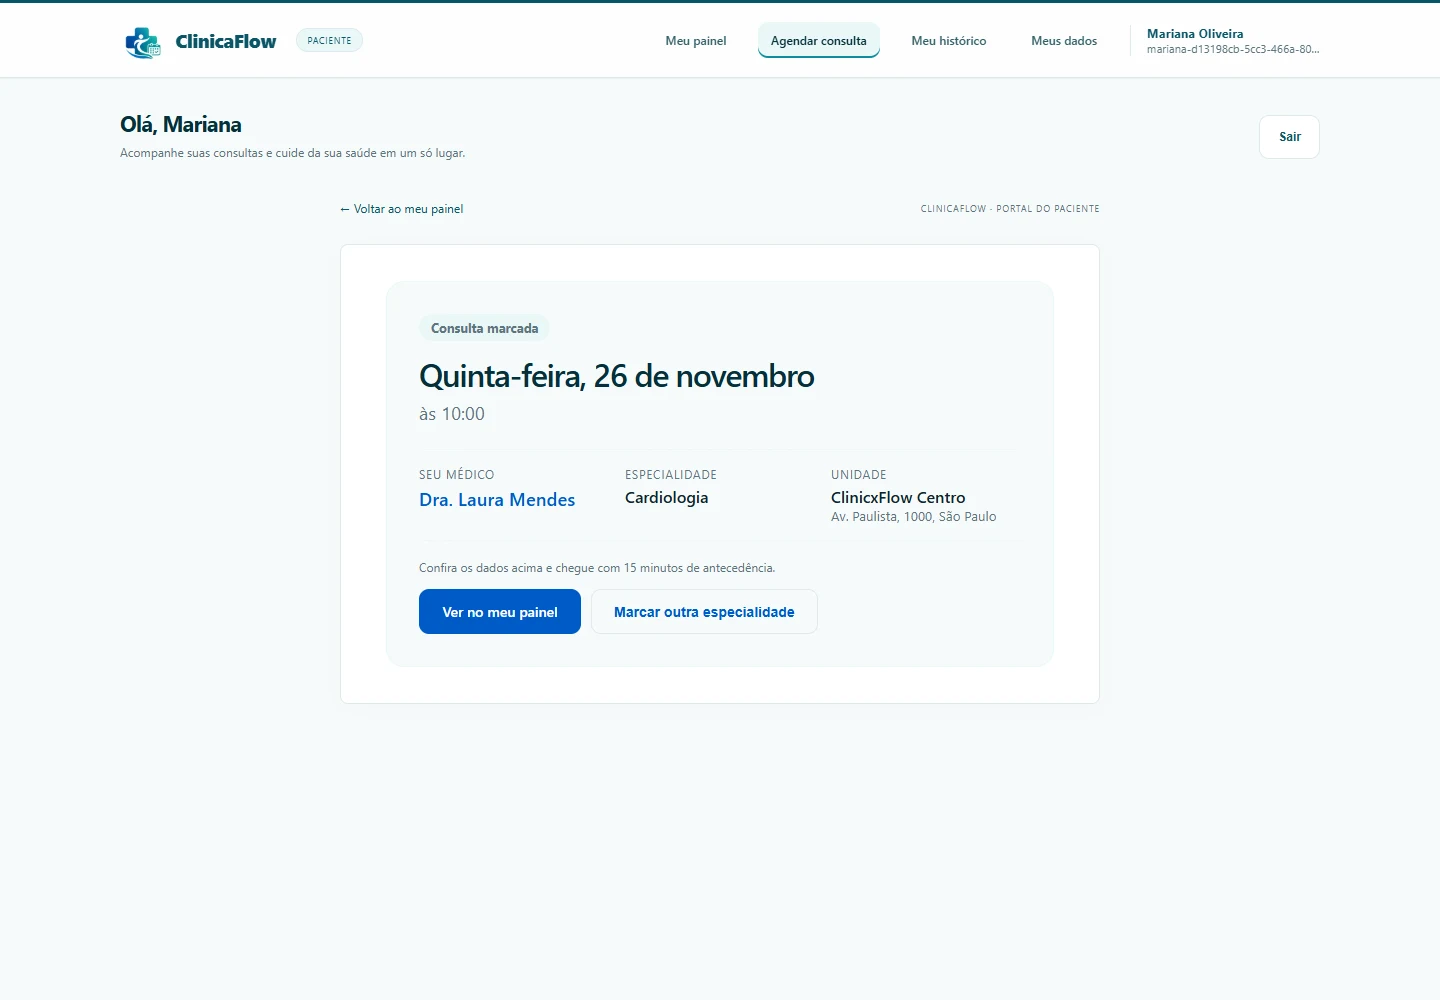 ClinicaFlow
PACIENTE
Meu painel
Agendar consulta
Meu histórico
Meus dados
Mariana Oliveira
mariana-d13198cb-5cc3-466a-80...
Olá, Mariana
Acompanhe suas consultas e cuide da sua saúde em um só lugar.
Sair
← Voltar ao meu painel
CLINICAFLOW · PORTAL DO PACIENTE
Consulta marcada
Quinta-feira, 26 de novembro
às 10:00
SEU MÉDICO
Dra. Laura Mendes
ESPECIALIDADE
Cardiologia
UNIDADE
ClinicxFlow Centro
Av. Paulista, 1000, São Paulo
Confira os dados acima e chegue com 15 minutos de antecedência.
Ver no meu painel
Marcar outra especialidade